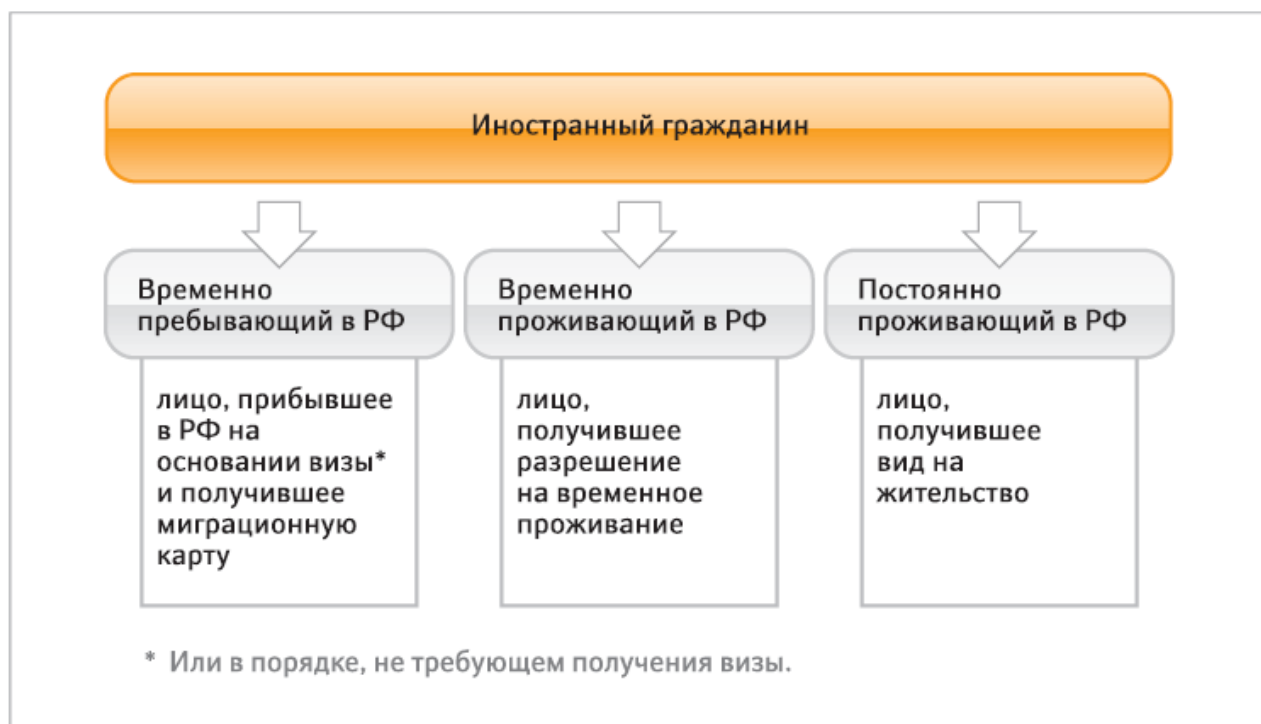 Иностранный гражданин
Временно
пребывающий в РФ
лицо, прибывшее
в РФ на
основании визы*
и получившее
миграционную
карту
Временно
проживающий в РФ
лицо,
получившее
разрешение
на временное
проживание
Постоянно
проживающий в РФ
лицо,
получившее
вид на
жительство
* Или в порядке, не требующем получения визы.